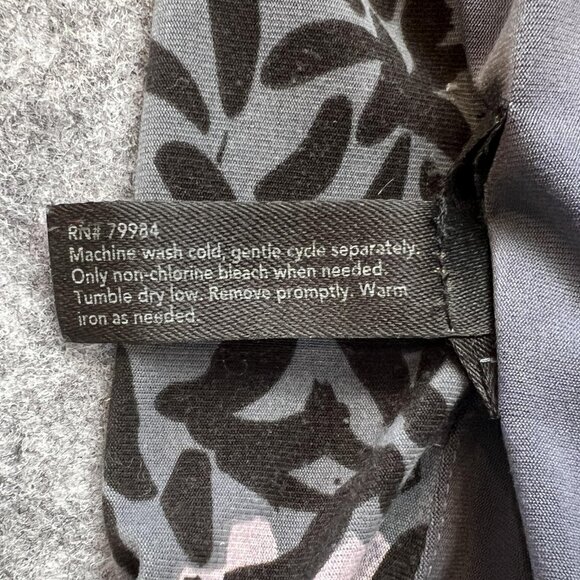 RN# 79984
Machine wash cold, gentle cycle separately.
Only non-chlorine bleach when needed.
Tumble dry low. Remove promptly. Warm
iron as needed.